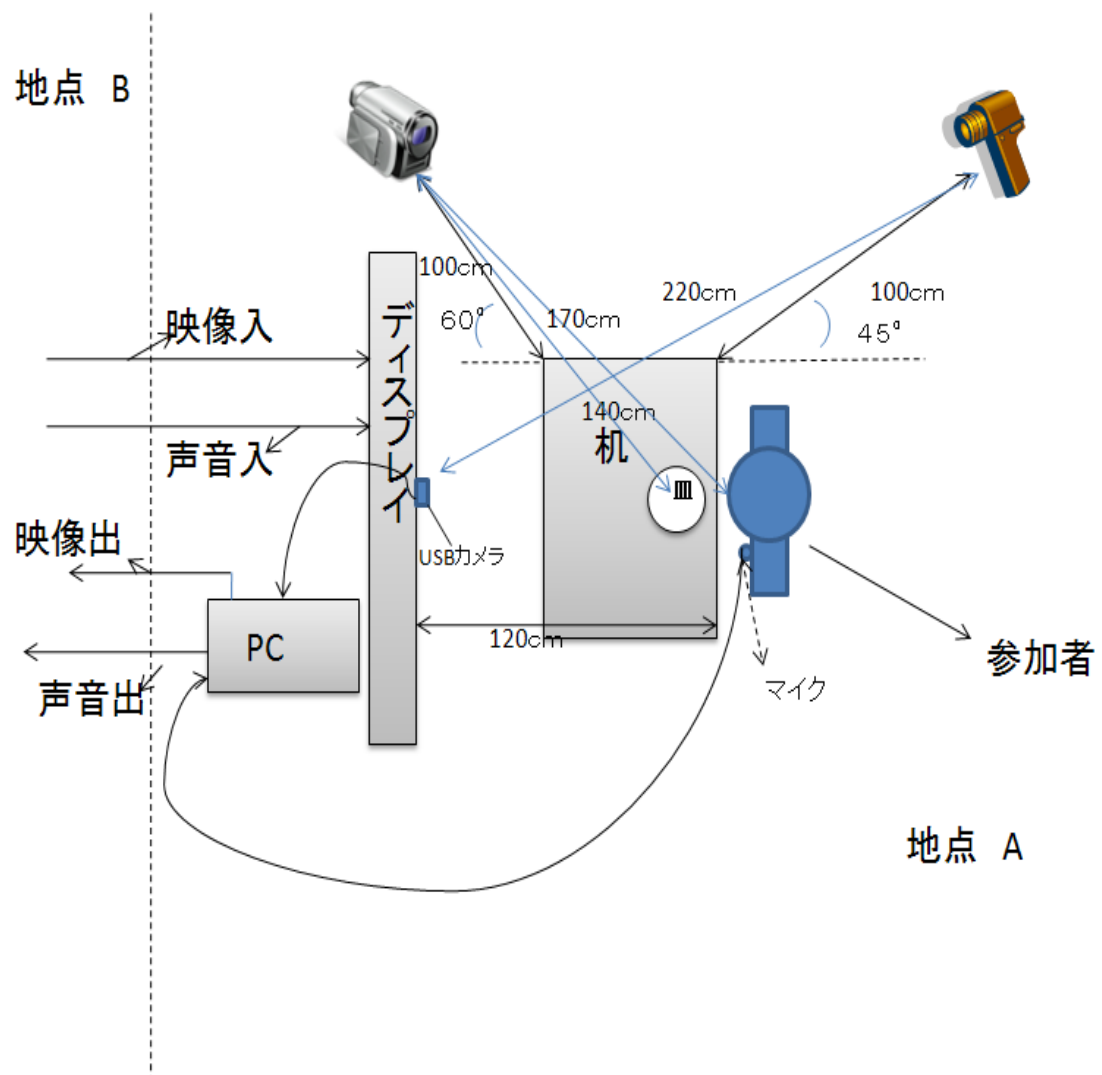 地点 B
100cm
60°
170cm
220cm
100cm
45°
映像入
ディスプレイ
声音入
140cm
机
皿
映像出
USBカメラ
PC
120cm
声音出
マイク
参加者
地点 A